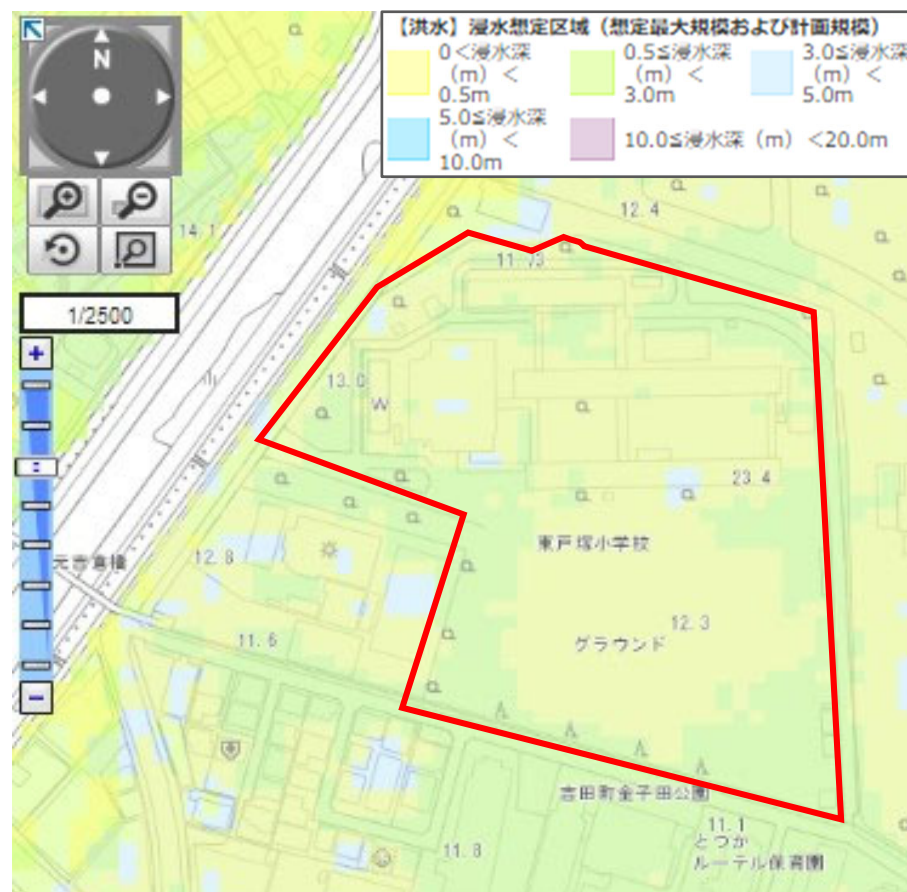 【洪水】浸水想定区域（想定最大規模および計画規模）
0＜浸水深（m）＜0.5m
0.5≦浸水深（m）＜3.0m
3.0≦浸水深（m）＜5.0m
5.0≦浸水深（m）＜10.0m
10.0≦浸水深（m）＜20.0m
N
1/2500
14.1
12.4
13.0
23.4
東戸塚小学校
元吉倉橋
12.8
12.3
グラウンド
11.6
吉田町金子田公園
11.1
とつか
ルーテル保育園
11.8